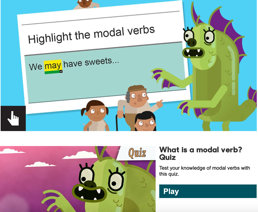 Highlight the modal verbs
We may have sweets...
Quiz
What is a modal verb?
Quiz
Test your knowledge of modal verbs with
this quiz.
Play